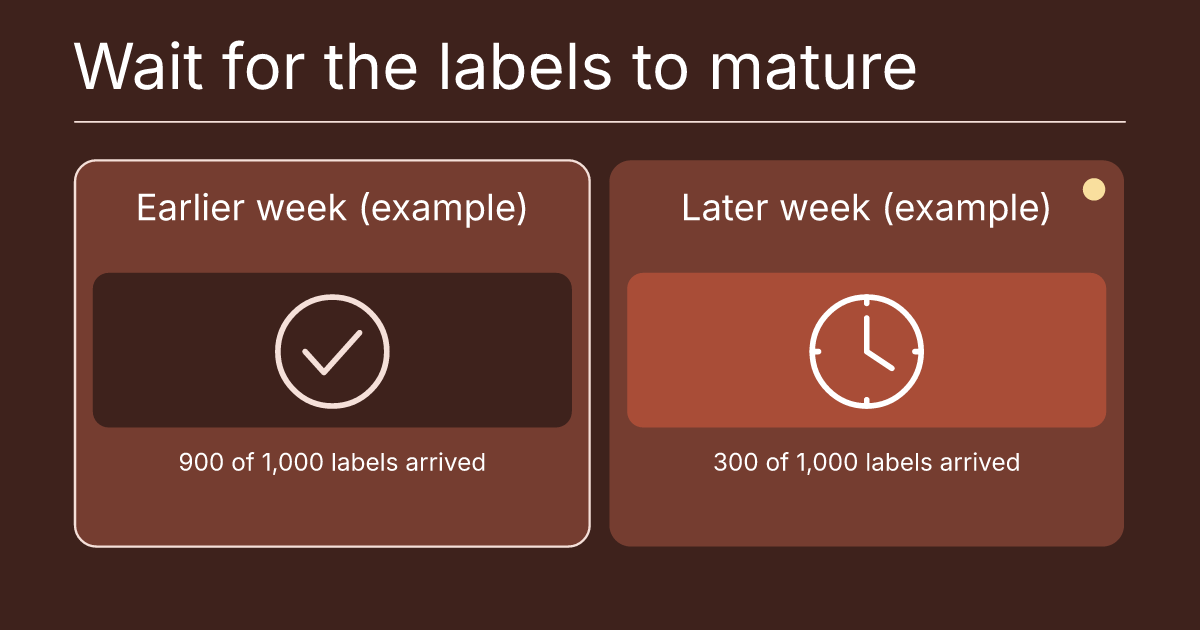 Wait for the labels to mature
Earlier week (example)
Later week (example)
900 of 1,000 labels arrived
300 of 1,000 labels arrived